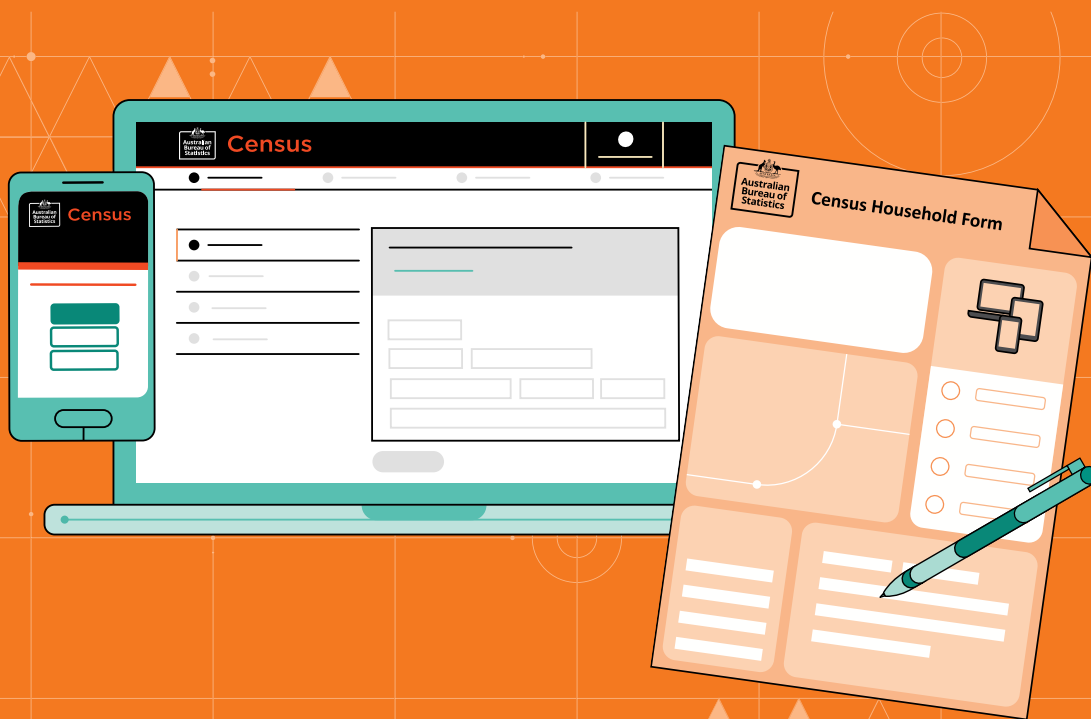 Australian
Bureau of
Statistics
Census
Australian
Bureau of
Statistics
Census
Australian
Bureau of
Statistics
Census Household Form